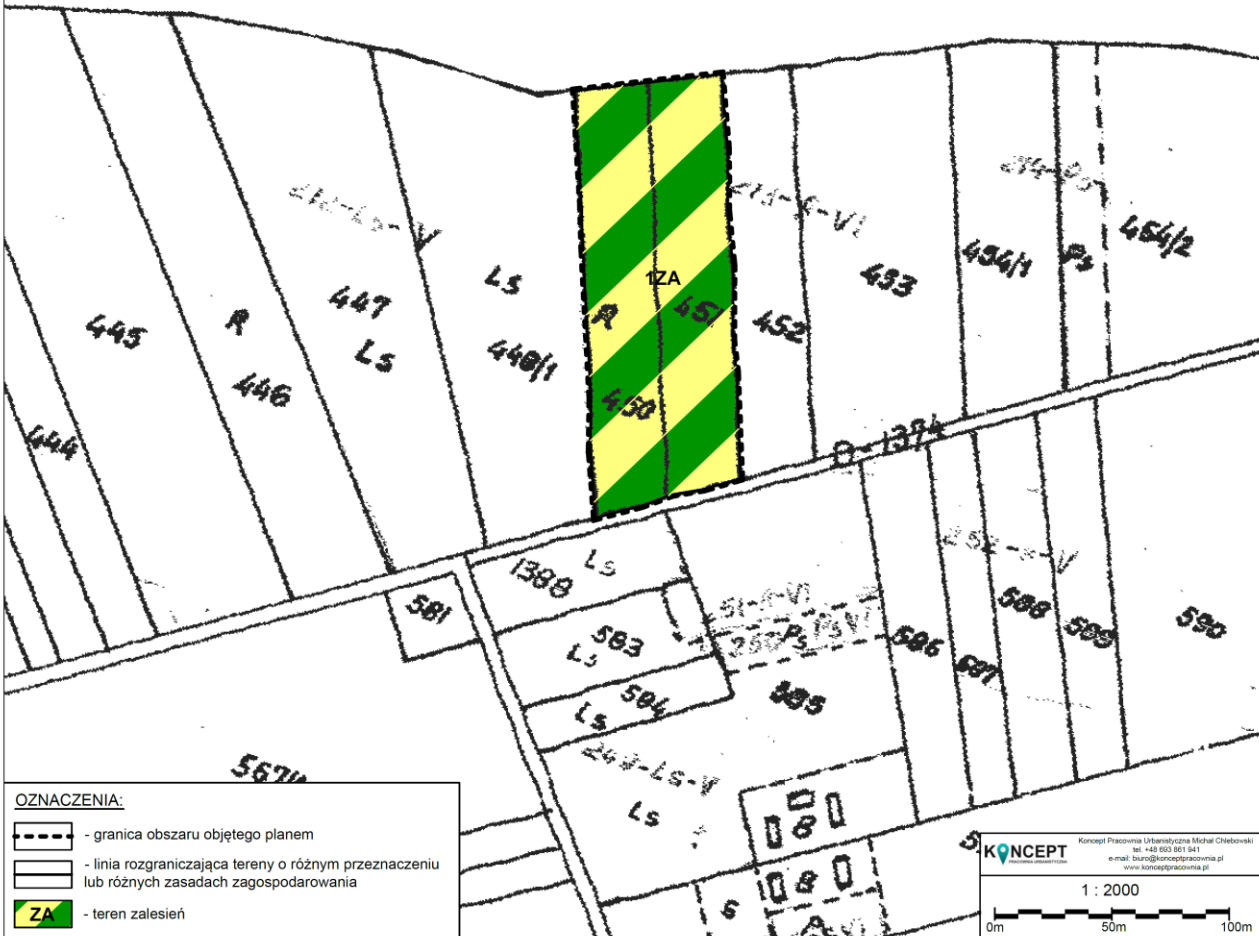 445
R
446
444
447
Ls
Ls
448/1
1ZA
R
451
450
452
453
454/1
Ps
454/2
1388
Ls
581
583
Ls
584
Ls
Ps
585
586
587
588
589
590
249-Ls-V
Ls
B
B
S
OZNACZENIA:
- granica obszaru objętego planem
- linia rozgraniczająca tereny o różnym przeznaczeniu
lub różnych zasadach zagospodarowania
ZA - teren zalesień
KONCEPT
PRACOWNIA URBANISTYCZNA
Koncept Pracownia Urbanistyczna Michał Chlebowski
tel. +48 693 861 941
e-mail: biuro@konceptpracownia.pl
www.konceptpracownia.pl
1 : 2000
0m 50m 100m